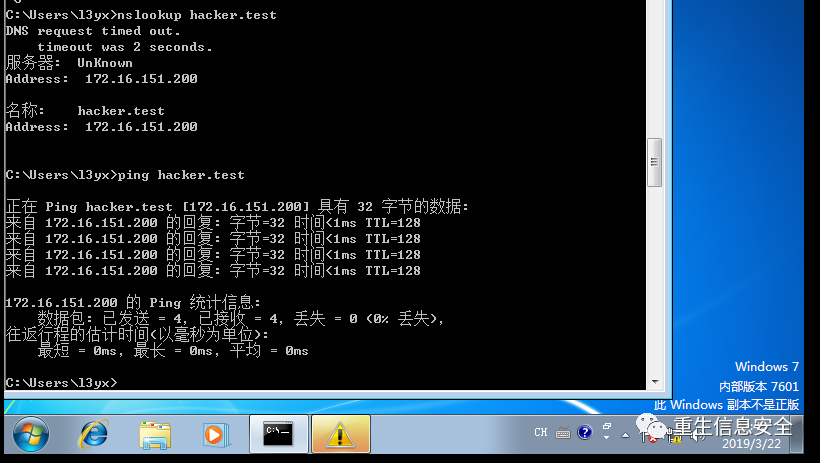 C:\Users\l3yx>nslookup hacker.test
DNS request timed out.
timeout was 2 seconds.
服务器: UnKnown
Address: 172.16.151.200
名称: hacker.test
Address: 172.16.151.200
C:\Users\l3yx>ping hacker.test
正在 Ping hacker.test [172.16.151.200] 具有 32 字节的数据:
来自 172.16.151.200 的回复: 字节=32 时间<1ms TTL=128
来自 172.16.151.200 的回复: 字节=32 时间<1ms TTL=128
来自 172.16.151.200 的回复: 字节=32 时间<1ms TTL=128
来自 172.16.151.200 的回复: 字节=32 时间<1ms TTL=128
172.16.151.200 的 Ping 统计信息:
数据包: 已发送 = 4, 已接收 = 4, 丢失 = 0 (0% 丢失),
往返行程的估计时间(以毫秒为单位):
最短 = 0ms, 最长 = 0ms, 平均 = 0ms
C:\Users\l3yx>
Windows 7
内部版本 7601
此 Windows 副本不是正版
C:\.
CH
重生信息安全
2019/3/22